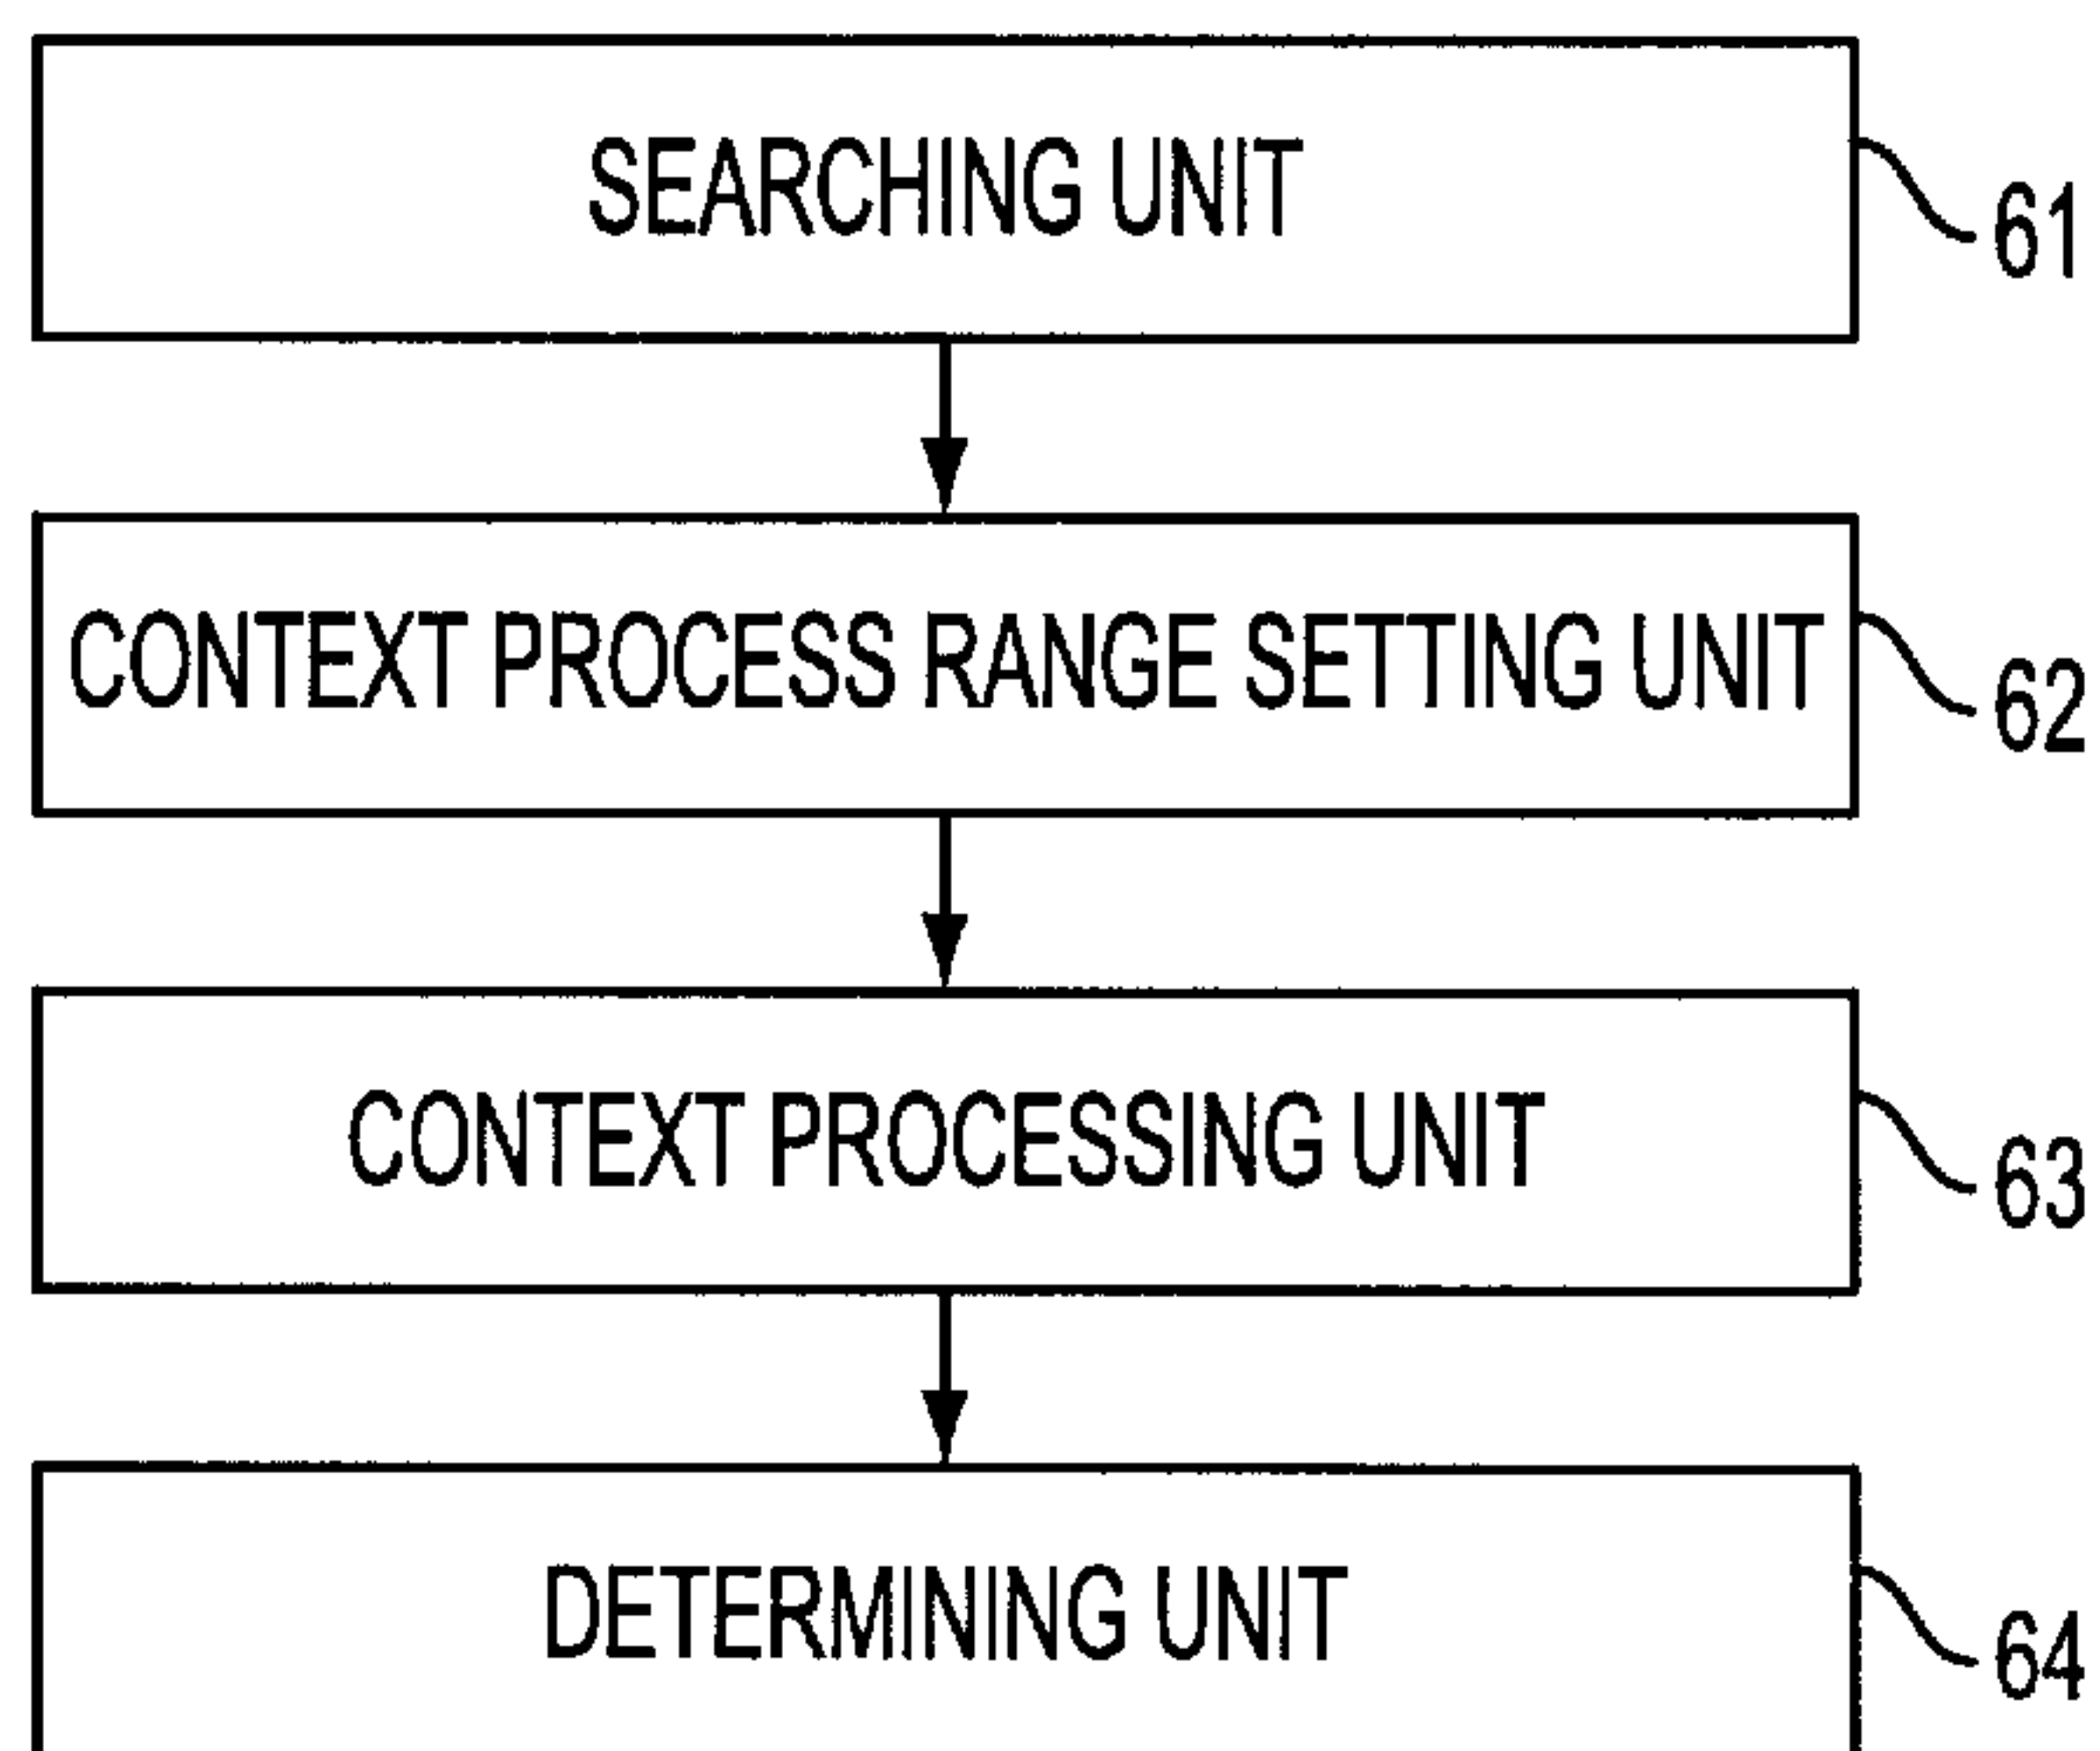 SEARCHING UNIT
61
CONTEXT PROCESS RANGE SETTING UNIT
62
CONTEXT PROCESSING UNIT
63
DETERMINING UNIT
64